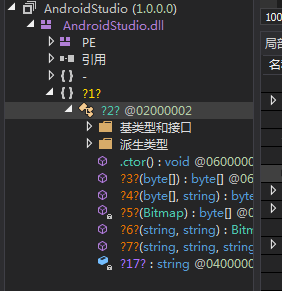 AndroidStudio (1.0.0.0)
AndroidStudio.dll
PE
引用
{ } -
{ } ?1?
?2? @02000002
基类型和接口
派生类型
.ctor() : void @0600000
?3?(byte[]) : byte[] @06
?4?(byte[], string) : byte
?5?(Bitmap) : byte[] @0
?6?(string, string) : Bitm
?7?(string, string, string
?17? : string @0400000
100
局部
名称